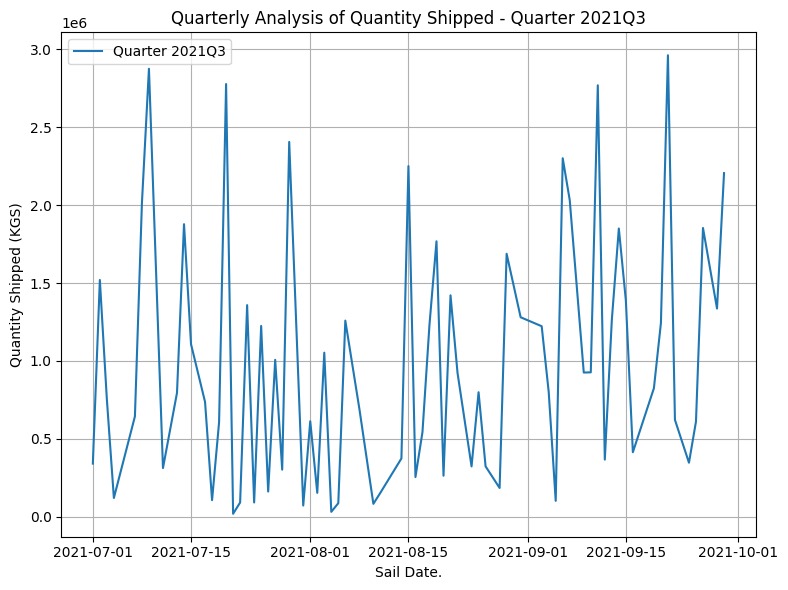 Quarterly Analysis of Quantity Shipped - Quarter 2021Q3
1e6
Quarter 2021Q3
3.0
2.5
2.0
1.5
1.0
0.5
0.0
Quantity Shipped (KGS)
2021-07-01 2021-07-15 2021-08-01 2021-08-15 2021-09-01 2021-09-15 2021-10-01
Sail Date.